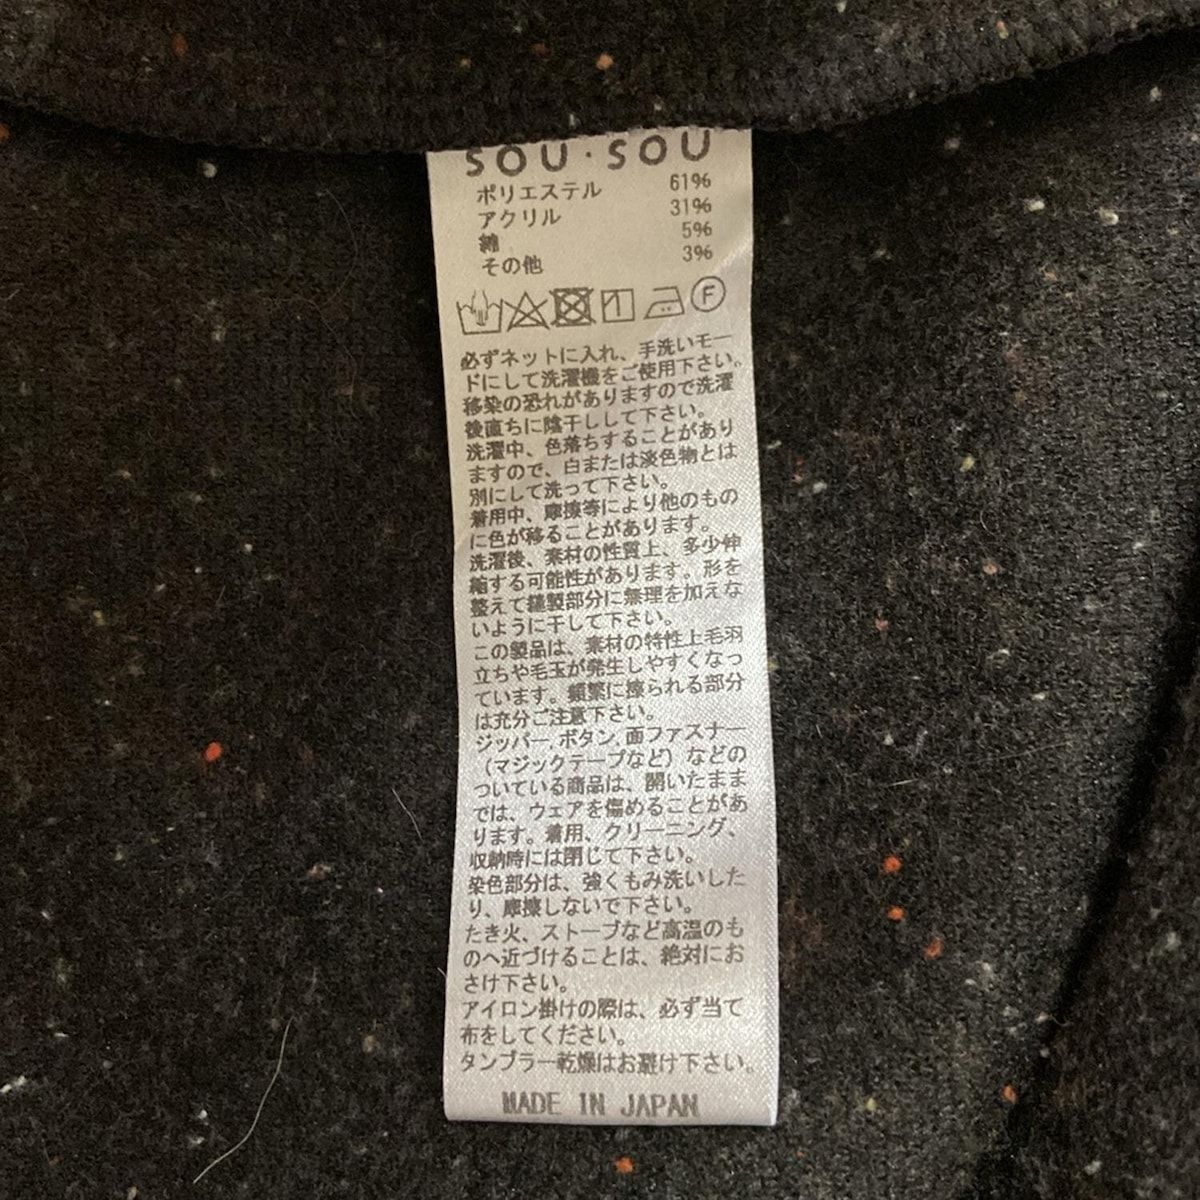 SOU・SOU
ポリエステル 61%
アクリル 31%
綿 5%
その他 3%
F
必ずネットに入れ、手洗いモー
ドにして洗濯機をご使用下さい。
移染の恐れがありますので洗濯
後直ちに陰干しして下さい。
洗濯中、色落ちすることがあり
ますので、白または淡色物とは
別にして洗って下さい。
着用中、摩擦等により他のもの
に色が移ることがあります。
洗濯後、素材の性質上、多少伸
縮する可能性があります。形を
整えて縫製部分に無理を加えな
いように干して下さい。
この製品は、素材の特性上毛羽
立ちや毛玉が発生しやすくなっ
ています。頻繁に擦られる部分
は充分ご注意下さい。
ジッパー,ボタン,面ファスナー
(マジックテープなど)などの
ついている商品は、開いたまま
では、ウェアを傷めることがあ
ります。着用、クリーニング、
収納時には閉じて下さい。
染色部分は、強くもみ洗いした
り、摩擦しないで下さい。
たき火、ストーブなど高温のも
のへ近づけることは、絶対にお
さけ下さい。
アイロン掛けの際は、必ず当て
布をしてください。
タンブラー乾燥はお避け下さい。
MADE IN JAPAN